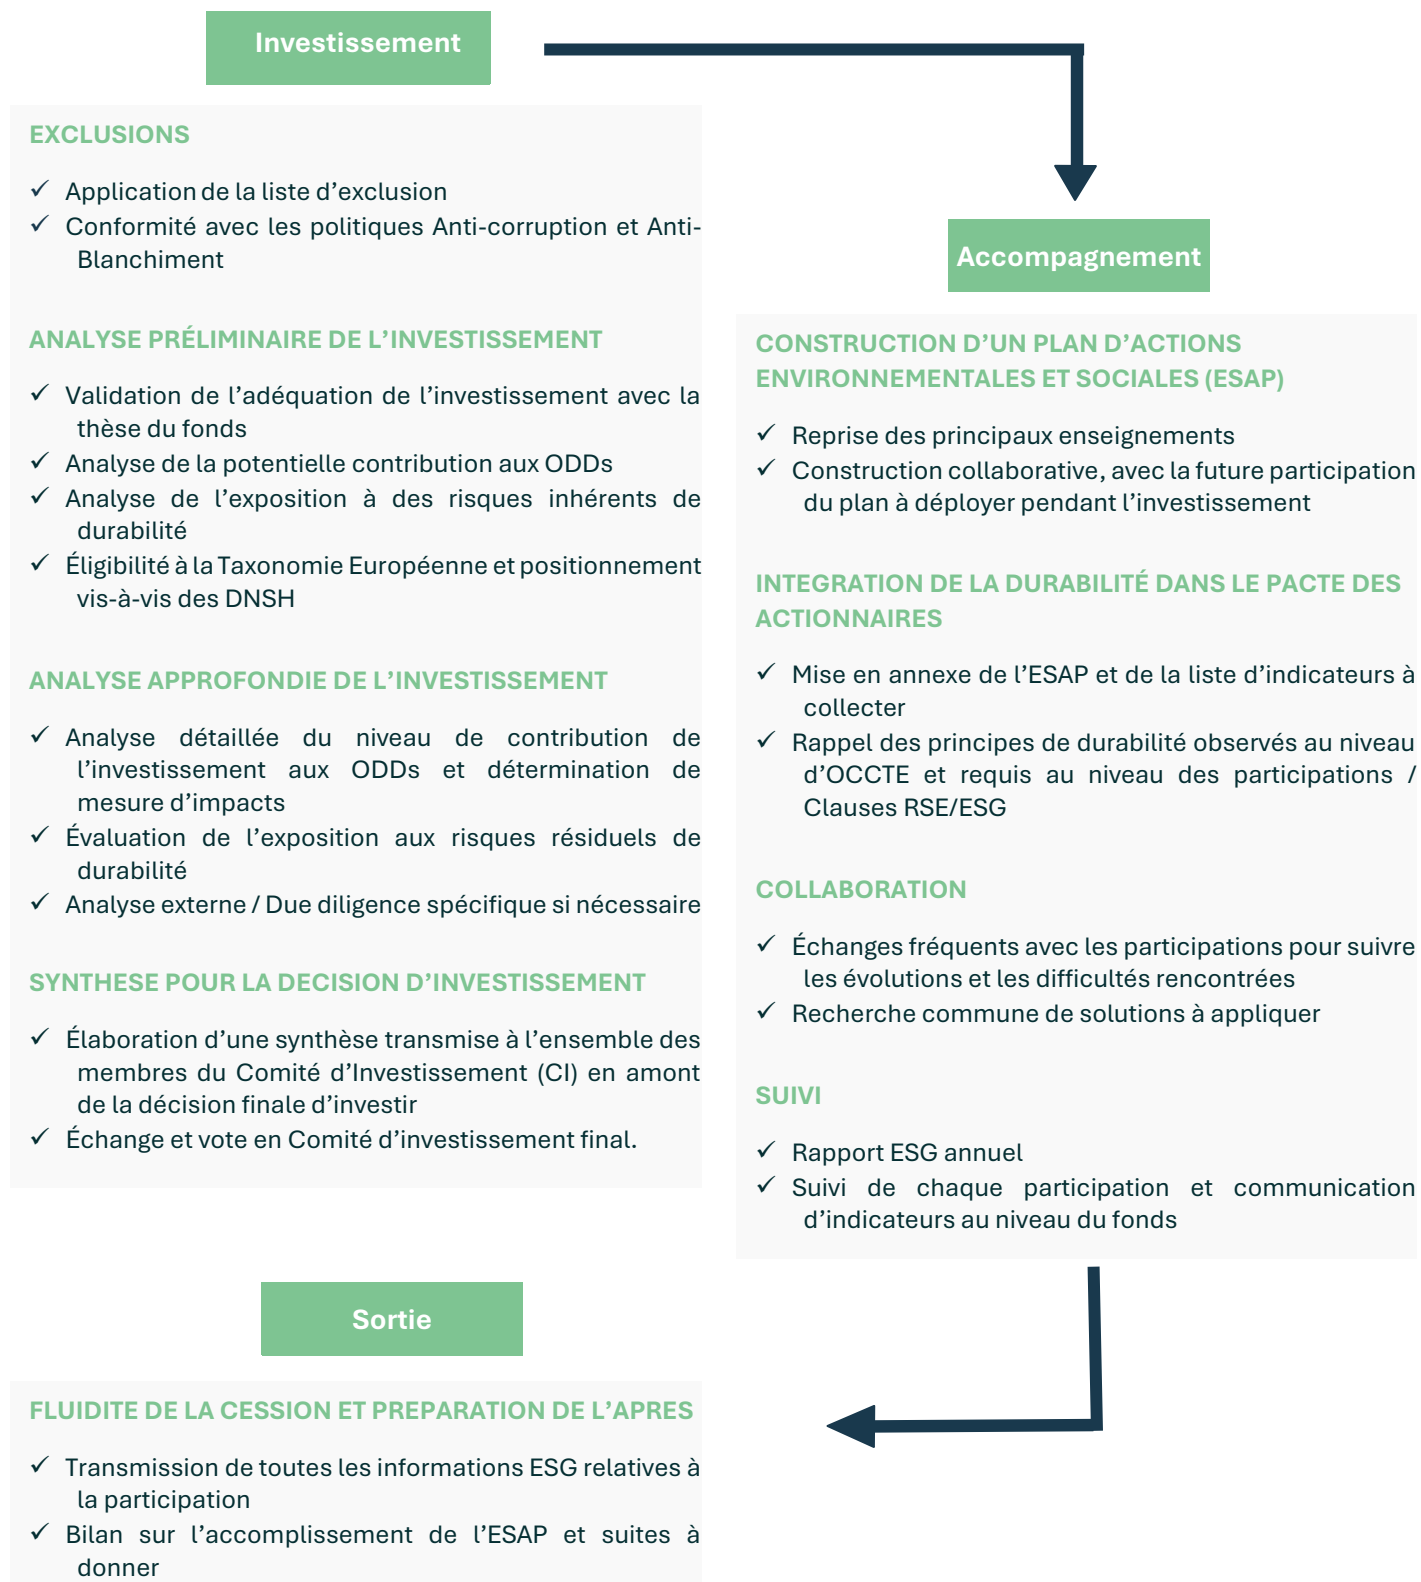 Investissement
EXCLUSIONS
✓ Application de la liste d’exclusion
✓ Conformité avec les politiques Anti-corruption et Anti-
Blanchiment
ANALYSE PRÉLIMINAIRE DE L’INVESTISSEMENT
✓ Validation de l’adéquation de l’investissement avec la
thèse du fonds
✓ Analyse de la potentielle contribution aux ODDs
✓ Analyse de l’exposition à des risques inhérents de
durabilité
✓ Éligibilité à la Taxonomie Européenne et positionnement
vis-à-vis des DNSH
ANALYSE APPROFONDIE DE L’INVESTISSEMENT
✓ Analyse détaillée du niveau de contribution de
l’investissement aux ODDs et détermination de
mesure d’impacts
✓ Évaluation de l’exposition aux risques résiduels de
durabilité
✓ Analyse externe / Due diligence spécifique si nécessaire
SYNTHESE POUR LA DECISION D’INVESTISSEMENT
✓ Élaboration d’une synthèse transmise à l’ensemble des
membres du Comité d’Investissement (CI) en amont
de la décision finale d’investir
✓ Échange et vote en Comité d’investissement final.
Accompagnement
CONSTRUCTION D’UN PLAN D’ACTIONS
ENVIRONNEMENTALES ET SOCIALES (ESAP)
✓ Reprise des principaux enseignements
✓ Construction collaborative, avec la future participation
du plan à déployer pendant l’investissement
INTEGRATION DE LA DURABILITÉ DANS LE PACTE DES
ACTIONNAIRES
✓ Mise en annexe de l’ESAP et de la liste d’indicateurs à
collecter
✓ Rappel des principes de durabilité observés au niveau
d’OCCTE et requis au niveau des participations /
Clauses RSE/ESG
COLLABORATION
✓ Échanges fréquents avec les participations pour suivre
les évolutions et les difficultés rencontrées
✓ Recherche commune de solutions à appliquer
SUIVI
✓ Rapport ESG annuel
✓ Suivi de chaque participation et communication
d’indicateurs au niveau du fonds
Sortie
FLUIDITE DE LA CESSION ET PREPARATION DE L’APRES
✓ Transmission de toutes les informations ESG relatives à
la participation
✓ Bilan sur l’accomplissement de l’ESAP et suites à
donner